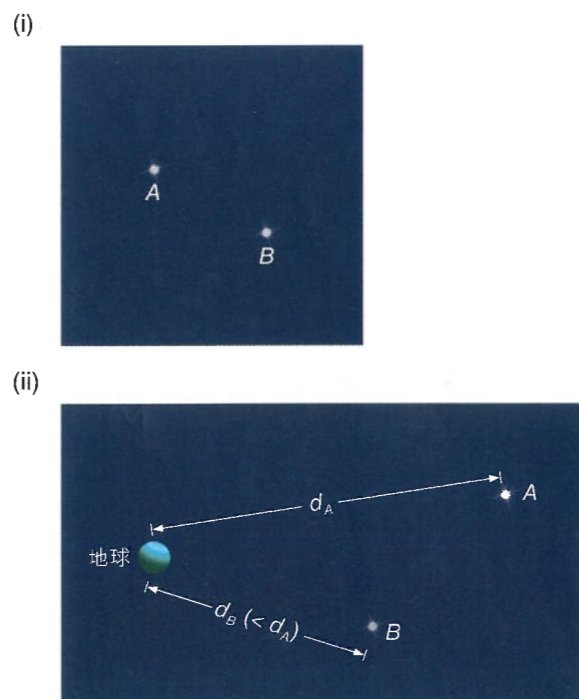 (i)
A
B
(ii)
d_A
A
地球
d_B (< d_A)
B